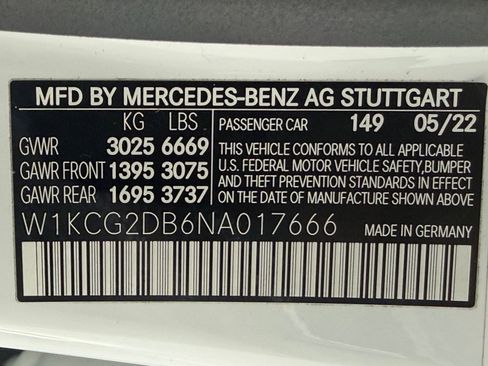 MFD BY MERCEDES-BENZ AG STUTTGART
KG LBS
GVWR 3025 6669
GAWR FRONT 1395 3075
GAWR REAR 1695 3737
PASSENGER CAR 149 05/22
THIS VEHICLE CONFORMS TO ALL APPLICABLE
U.S. FEDERAL MOTOR VEHICLE SAFETY, BUMPER
AND THEFT PREVENTION STANDARDS IN EFFECT
ON THE DATE OF MANUFACTURE SHOWN ABOVE
W1KCG2DB6NA017666
MADE IN GERMANY